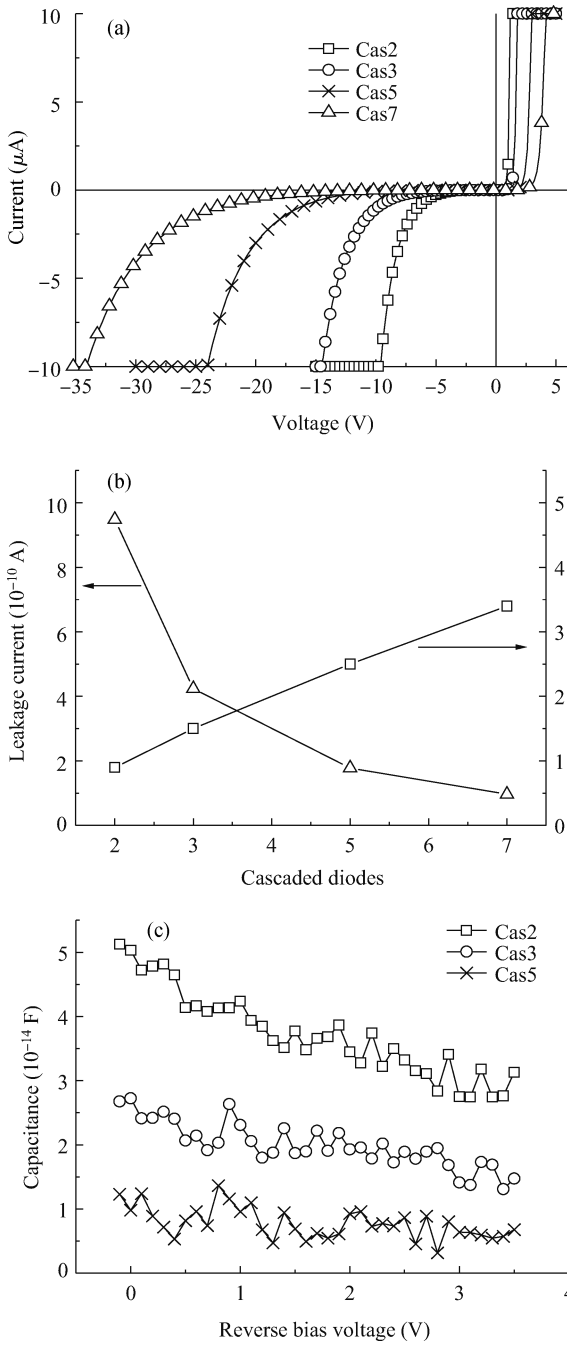 (a)
Cas2
Cas3
Cas5
Cas7
10
5
0
−5
−10
Current (μA)
−35 −30 −25 −20 −15 −10 −5 0 5
Voltage (V)
(b)
10
8
6
4
2
0
Leakage current (10⁻¹⁰ A)
5
4
3
2
1
0
2 3 4 5 6 7
Cascaded diodes
(c)
Cas2
Cas3
Cas5
5
4
3
2
1
0
Capacitance (10⁻¹⁴ F)
0 1 2 3 4
Reverse bias voltage (V)